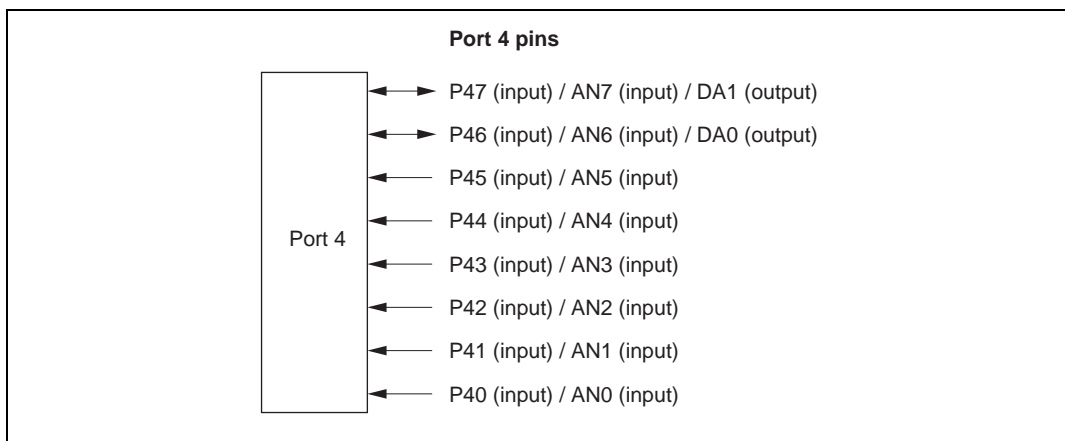 Port 4 pins
P47 (input) / AN7 (input) / DA1 (output)
P46 (input) / AN6 (input) / DA0 (output)
P45 (input) / AN5 (input)
P44 (input) / AN4 (input)
Port 4
P43 (input) / AN3 (input)
P42 (input) / AN2 (input)
P41 (input) / AN1 (input)
P40 (input) / AN0 (input)